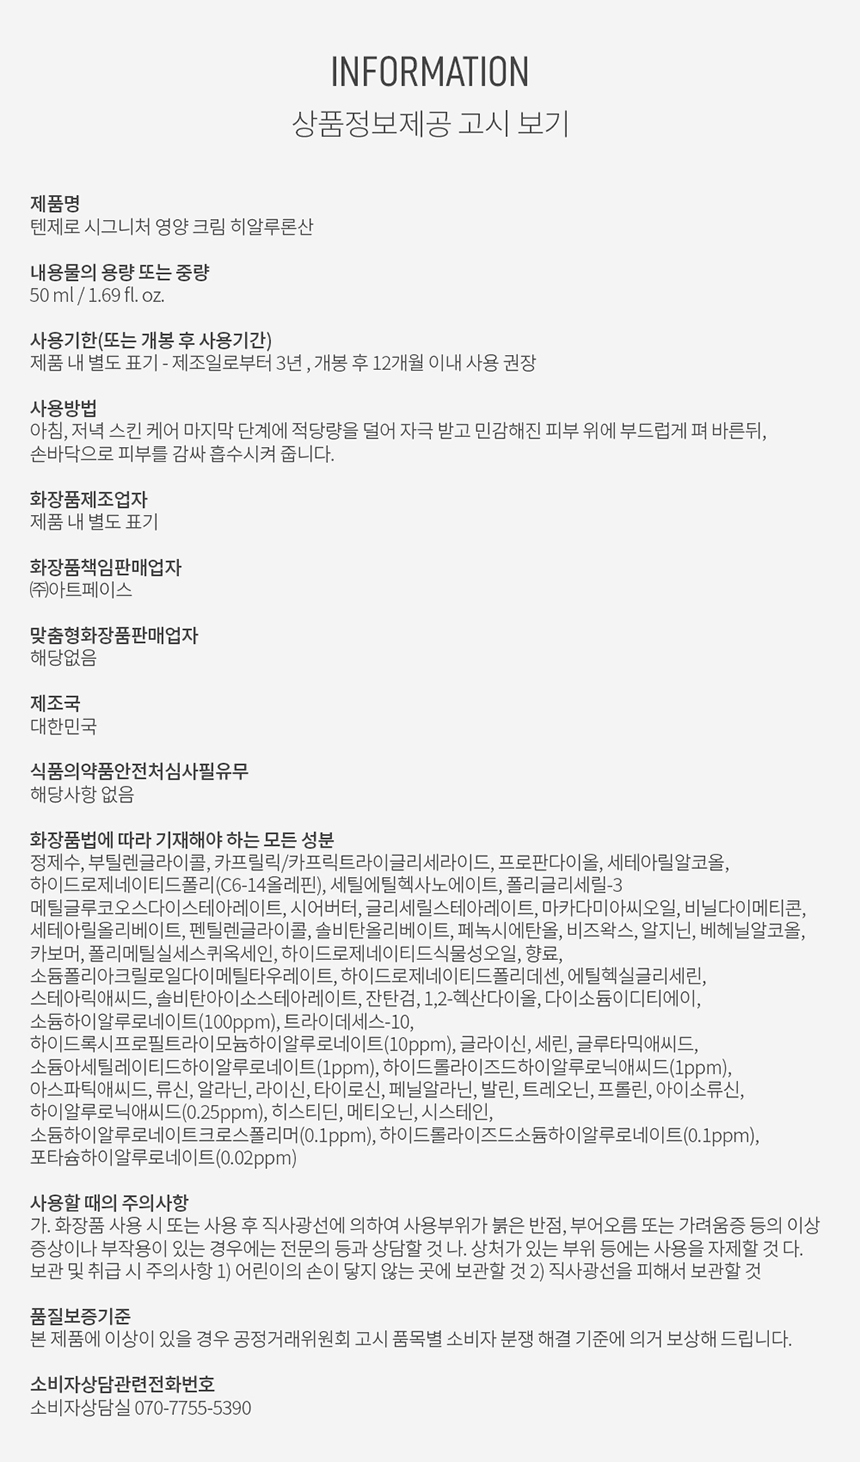 INFORMATION
상품정보제공 고시 보기
제품명
텐제로 시그니처 영양 크림 히알루론산
내용물의 용량 또는 중량
50 ml / 1.69 fl. oz.
사용기한(또는 개봉 후 사용기간)
제품 내 별도 표기 - 제조일로부터 3년 , 개봉 후 12개월 이내 사용 권장
사용방법
아침, 저녁 스킨 케어 마지막 단계에 적당량을 덜어 자극 받고 민감해진 피부 위에 부드럽게 펴 바른뒤,
손바닥으로 피부를 감싸 흡수시켜 줍니다.
화장품제조업자
제품 내 별도 표기
화장품책임판매업자
㈜아트페이스
맞춤형화장품판매업자
해당없음
제조국
대한민국
식품의약품안전처심사필유무
해당사항 없음
화장품법에 따라 기재해야 하는 모든 성분
정제수, 부틸렌글라이콜, 카프릴릭/카프릭트라이글리세라이드, 프로판다이올, 세테아릴알코올,
하이드로제네이티드폴리(C6-14올레핀), 세틸에틸헥사노에이트, 폴리글리세릴-3
메틸글루코오스다이스테아레이트, 시어버터, 글리세릴스테아레이트, 마카다미아씨오일, 비닐다이메티콘,
세테아릴올리베이트, 펜틸렌글라이콜, 솔비탄올리베이트, 페녹시에탄올, 비즈왁스, 알지닌, 베헤닐알코올,
카보머, 폴리메틸실세스퀴옥세인, 하이드로제네이티드식물성오일, 향료,
소듐폴리아크릴로일다이메틸타우레이트, 하이드로제네이티드폴리데센, 에틸헥실글리세린,
스테아릭애씨드, 솔비탄아이소스테아레이트, 잔탄검, 1,2-헥산다이올, 다이소듐이디티에이,
소듐하이알루로네이트(100ppm), 트라이데세스-10,
하이드록시프로필트라이모늄하이알루로네이트(10ppm), 글라이신, 세린, 글루타믹애씨드,
소듐아세틸레이티드하이알루로네이트(1ppm), 하이드롤라이즈드하이알루로닉애씨드(1ppm),
아스파틱애씨드, 류신, 알라닌, 라이신, 타이로신, 페닐알라닌, 발린, 트레오닌, 프롤린, 아이소류신,
하이알루로닉애씨드(0.25ppm), 히스티딘, 메티오닌, 시스테인,
소듐하이알루로네이트크로스폴리머(0.1ppm), 하이드롤라이즈드소듐하이알루로네이트(0.1ppm),
포타슘하이알루로네이트(0.02ppm)
사용할 때의 주의사항
가. 화장품 사용 시 또는 사용 후 직사광선에 의하여 사용부위가 붉은 반점, 부어오름 또는 가려움증 등의 이상
증상이나 부작용이 있는 경우에는 전문의 등과 상담할 것 나. 상처가 있는 부위 등에는 사용을 자제할 것 다.
보관 및 취급 시 주의사항 1) 어린이의 손이 닿지 않는 곳에 보관할 것 2) 직사광선을 피해서 보관할 것
품질보증기준
본 제품에 이상이 있을 경우 공정거래위원회 고시 품목별 소비자 분쟁 해결 기준에 의거 보상해 드립니다.
소비자상담관련전화번호
소비자상담실 070-7755-5390